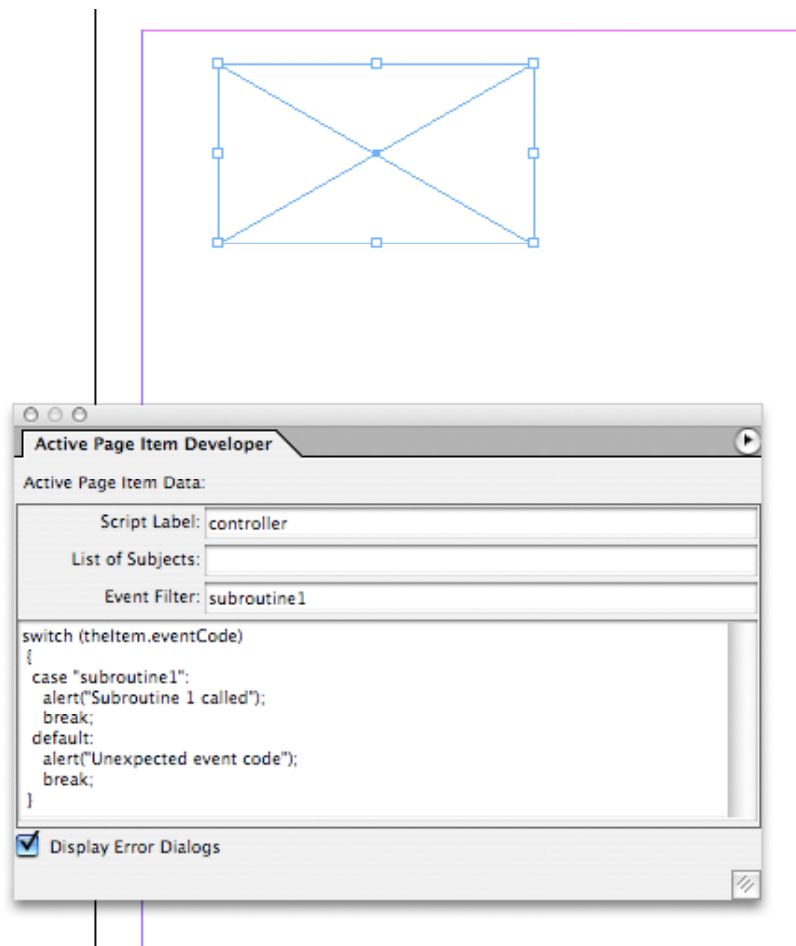 Active Page Item Developer
Active Page Item Data:
Script Label: controller
List of Subjects:
Event Filter: subroutine1
switch (theItem.eventCode)
{
case "subroutine1":
alert("Subroutine 1 called");
break;
default:
alert("Unexpected event code");
break;
}
Display Error Dialogs